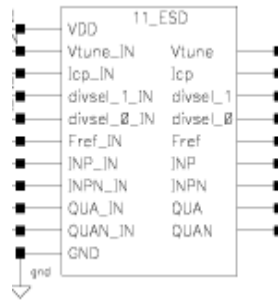 11_ESD
VDD
Vtune_IN Vtune
Icp_IN Icp
divsel_1_IN divsel_1
divsel_0_IN divsel_0
Fref_IN Fref
INP_IN INP
INPN_IN INPN
QUA_IN QUA
QUAN_IN QUAN
GND
gnd